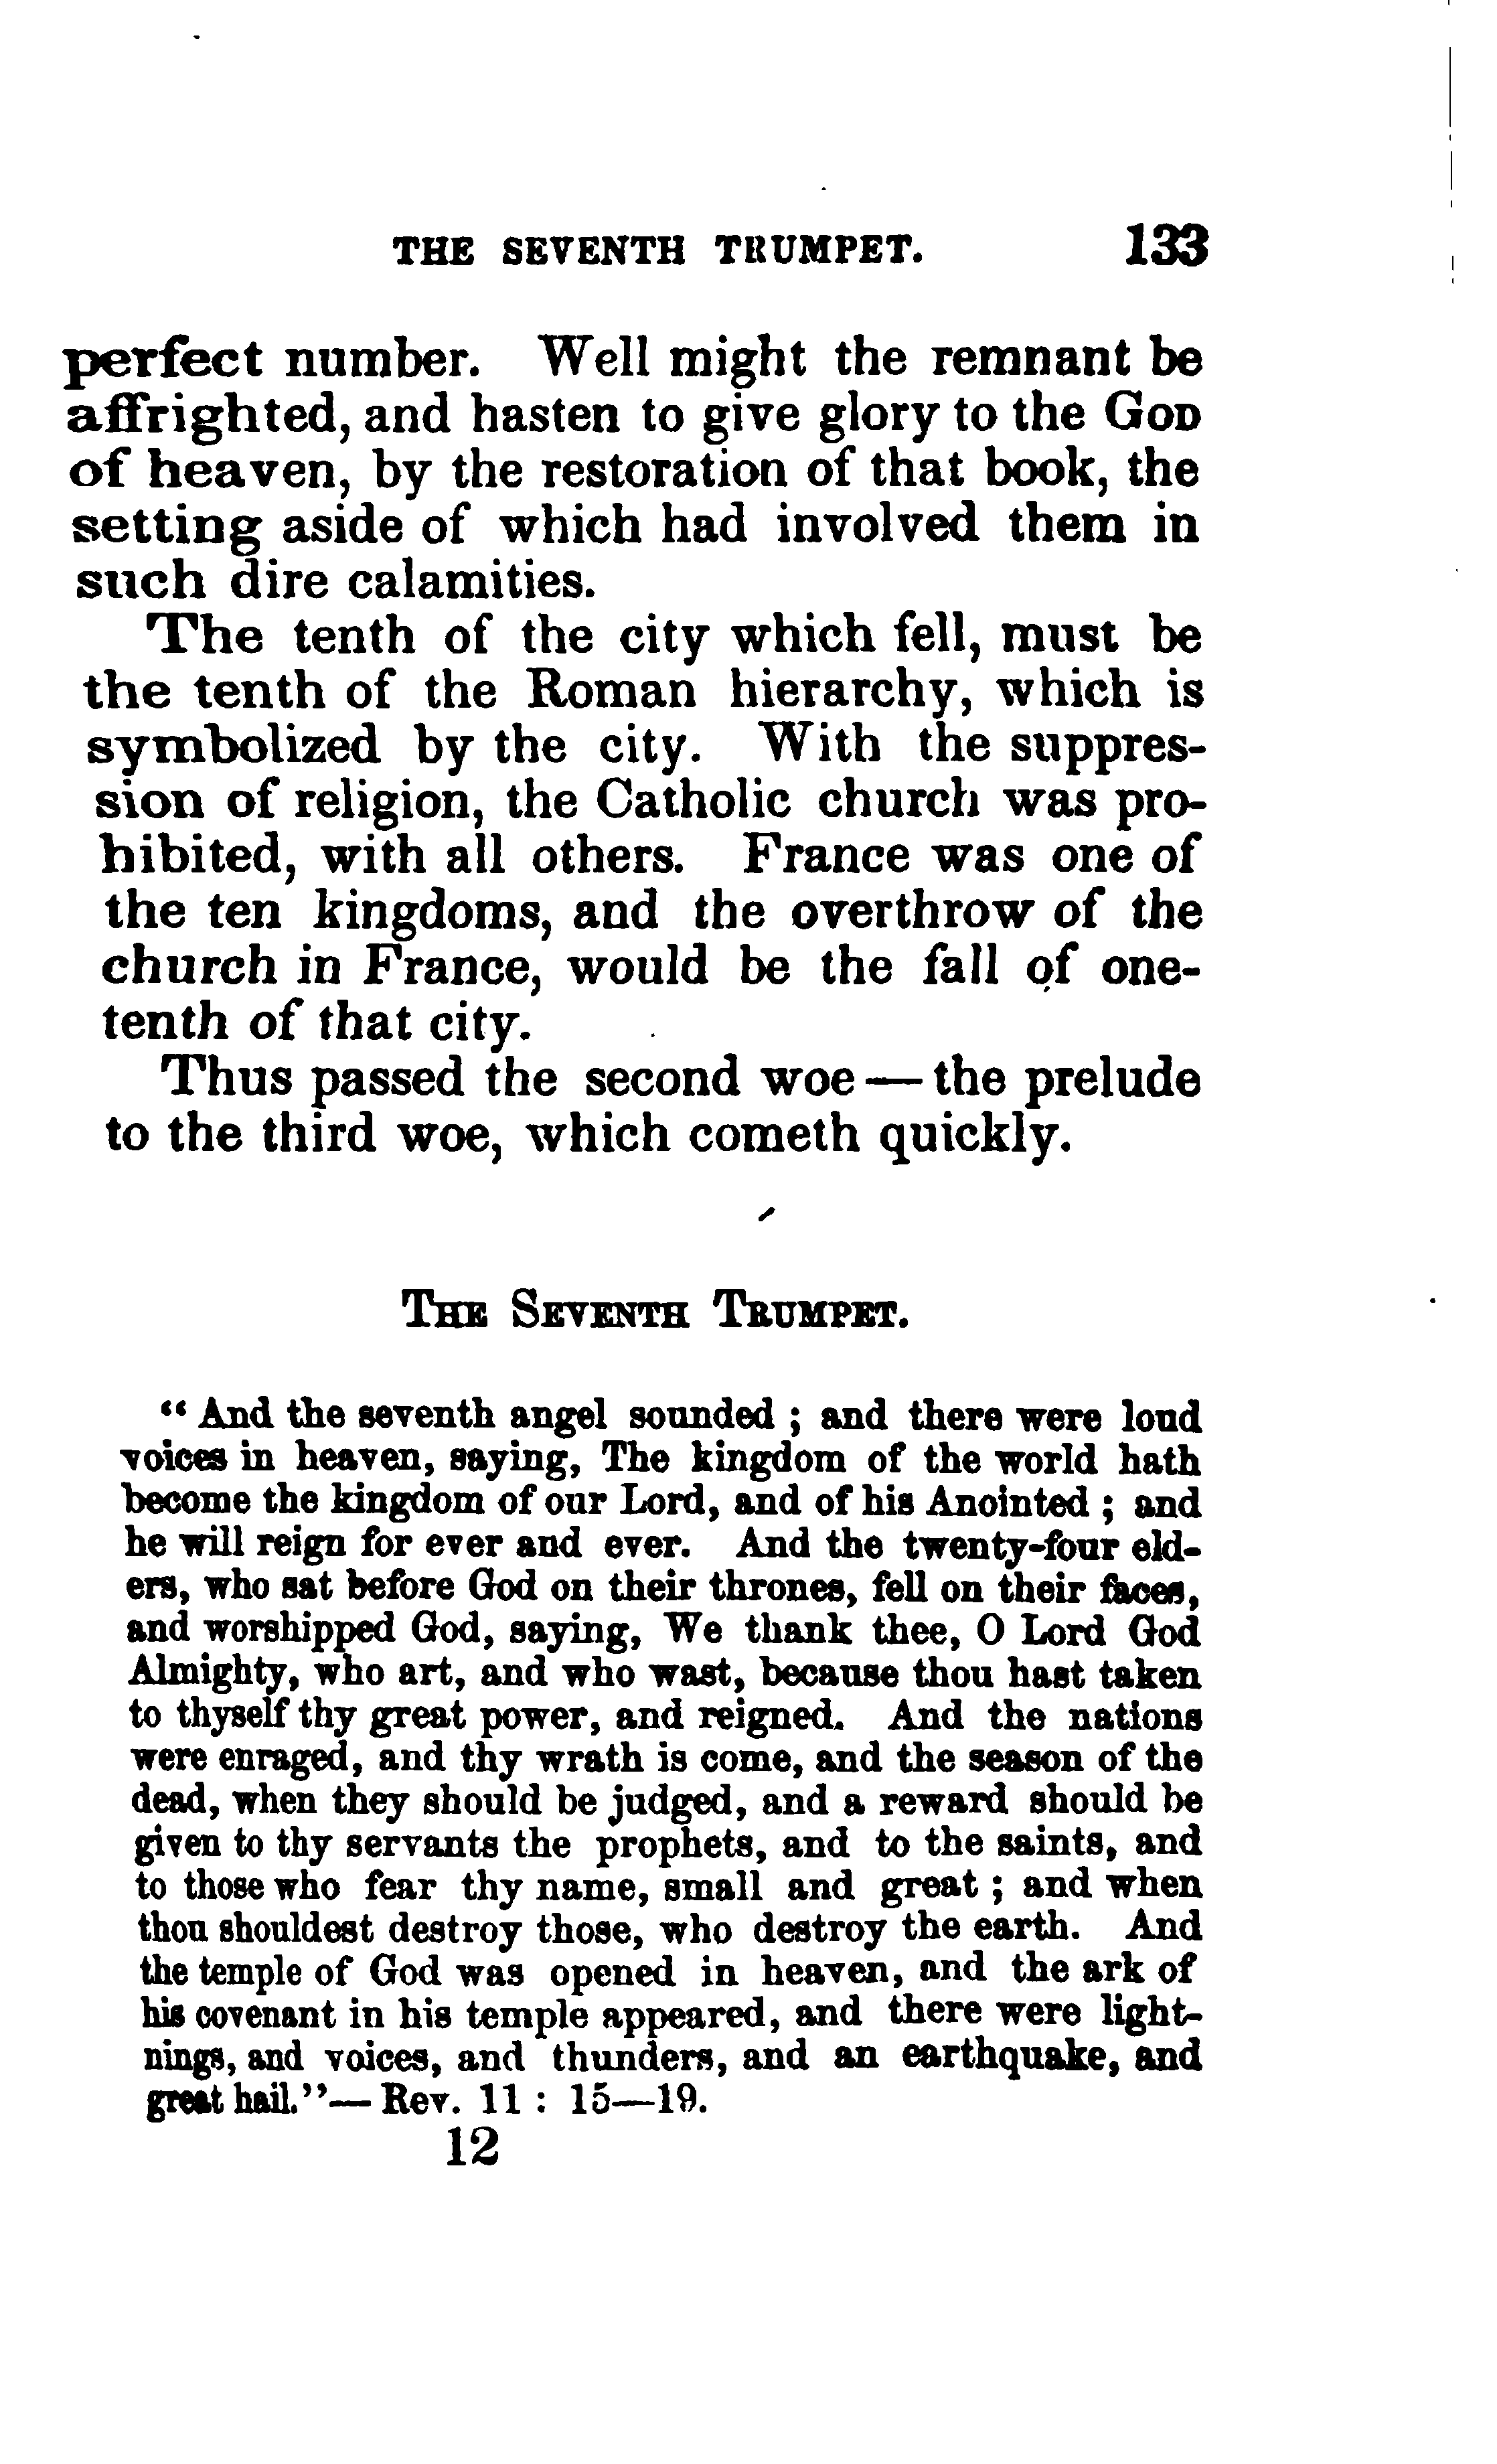 THE SEVENTH TRUMPET. 133
perfect number. Well might the remnant be
affrighted, and hasten to give glory to the GOD
of heaven, by the restoration of that book, the
setting aside of which had involved them in
such dire calamities.
The tenth of the city which fell, must be
the tenth of the Roman hierarchy, which is
symbolized by the city. With the suppres-
sion of religion, the Catholic church was pro-
hibited, with all others. France was one of
the ten kingdoms, and the overthrow of the
church in France, would be the fall of one-
tenth of that city.
Thus passed the second woe — the prelude
to the third woe, which cometh quickly.
THE SEVENTH TRUMPET.
“ And the seventh angel sounded ; and there were loud
voices in heaven, saying, The kingdom of the world hath
become the kingdom of our Lord, and of his Anointed ; and
he will reign for ever and ever. And the twenty-four eld-
ers, who sat before God on their thrones, fell on their faces,
and worshipped God, saying, We thank thee, O Lord God
Almighty, who art, and who wast, because thou hast taken
to thyself thy great power, and reigned. And the nations
were enraged, and thy wrath is come, and the season of the
dead, when they should be judged, and a reward should be
given to thy servants the prophets, and to the saints, and
to those who fear thy name, small and great ; and when
thou shouldest destroy those, who destroy the earth. And
the temple of God was opened in heaven, and the ark of
his covenant in his temple appeared, and there were light-
nings, and voices, and thunders, and an earthquake, and
great hail.”— Rev. 11 : 15—19.
12